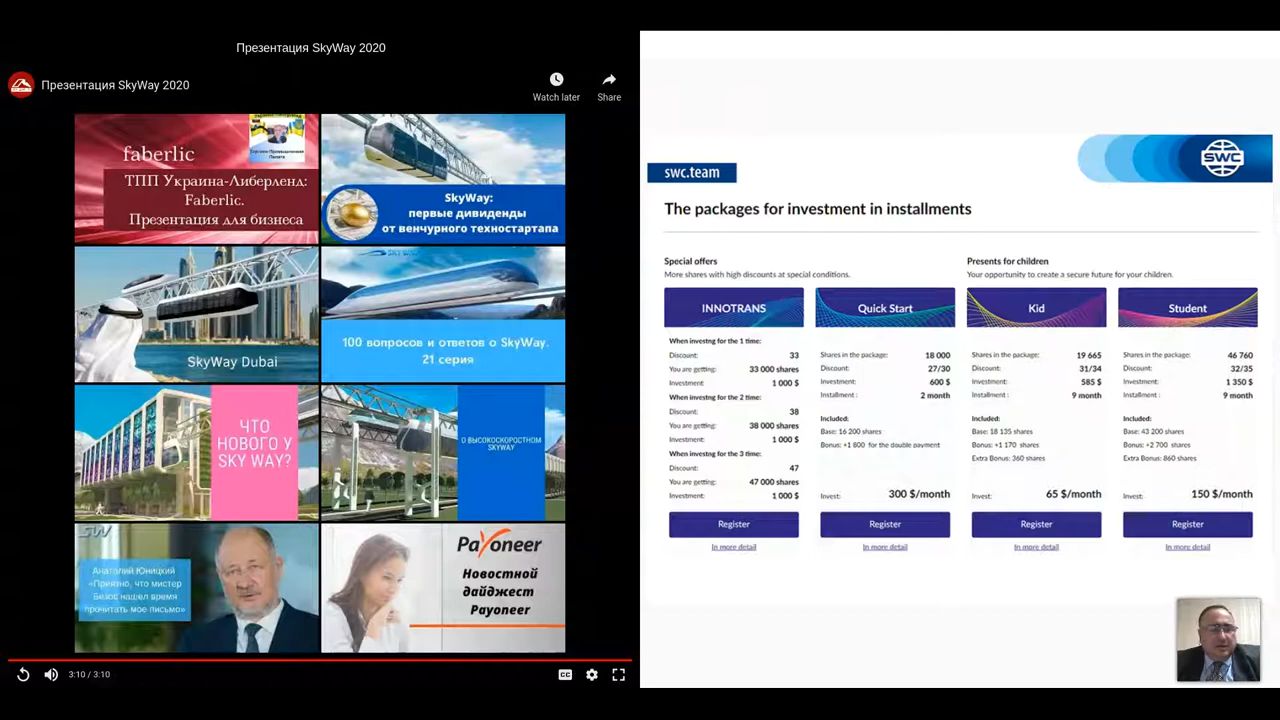 Презентация SkyWay 2020
Презентация SkyWay 2020
Watch later
Share
faberlic
ТПП Украина-Либерленд:
Faberlic.
Презентация для бизнеса
SkyWay:
первые дивиденды
от венчурного техностартапа
SkyWay Dubai
100 вопросов и ответов о SkyWay.
21 серия
ЧТО
НОВОГО У
SKY WAY?
О ВЫСОКОСКОРОСТНОМ
SKYWAY
SW
Анатолий Юницкий
«Приятно, что мистер
Безос нашел время
прочитать мое письмо»
Payoneer
Новостной
дайджест
Payoneer
3:10 / 3:10
CC
swc.team
SWC
The packages for investment in installments
Special offers
More shares with high discounts at special conditions.
Presents for children
Your opportunity to create a secure future for your children.
INNOTRANS
When investng for the 1 time:
Discount: 33
You are getting: 33 000 shares
Investment 1 000 $
When investng for the 2 time:
Discount: 38
You are getting: 38 000 shares
Investment: 1 000 $
When investng for the 3 time:
Discount: 47
You are getting: 47 000 shares
Investment: 1 000 $
Register
In more detail
Quick Start
Shares in the package: 18 000
Discount: 27/30
Investment: 600 $
Installment : 2 month
Included:
Base: 16 200 shares
Bonus: +1 800 for the double payment
Invest: 300 $/month
Register
In more detail
Kid
Shares in the package: 19 665
Discount: 31/34
Investment: 585 $
Installment : 9 month
Included:
Base: 18 135 shares
Bonus: +1 170 shares
Extra Bonus: 360 shares
Invest: 65 $/month
Register
In more detail
Student
Shares in the package: 46 760
Discount: 32/35
Investment: 1 350 $
Installment : 9 month
Included:
Base: 43 200 shares
Bonus: +2 700 shares
Extra Bonus: 860 shares
Invest: 150 $/month
Register
In more detail